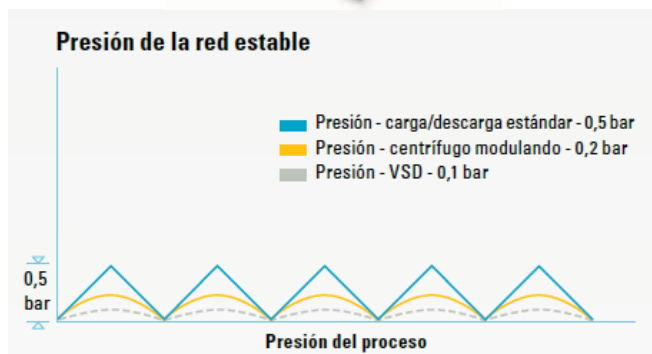 Presión de la red estable
Presión - carga/descarga estándar - 0,5 bar
Presión - centrífugo modulando - 0,2 bar
Presión - VSD - 0,1 bar
0,5
bar
Presión del proceso